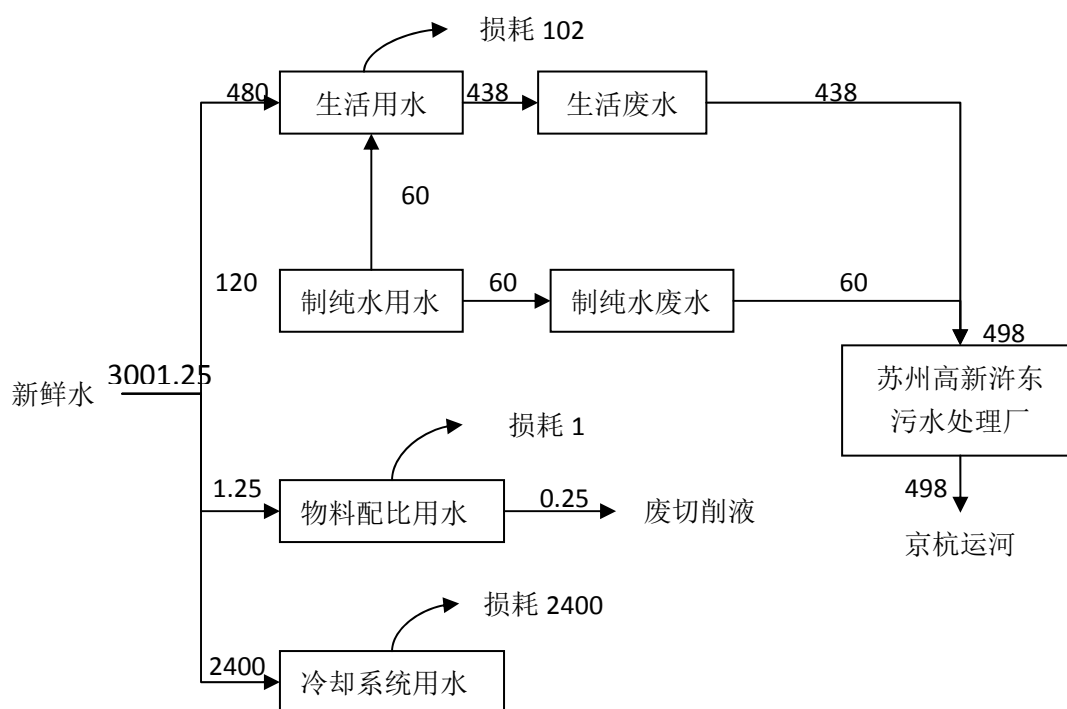 损耗 102
480
生活用水
438
生活废水
438
60
120
制纯水用水
60
制纯水废水
60
498
新鲜水
3001.25
苏州高新浒东
污水处理厂
损耗 1
1.25
物料配比用水
0.25
废切削液
498
京杭运河
损耗 2400
2400
冷却系统用水